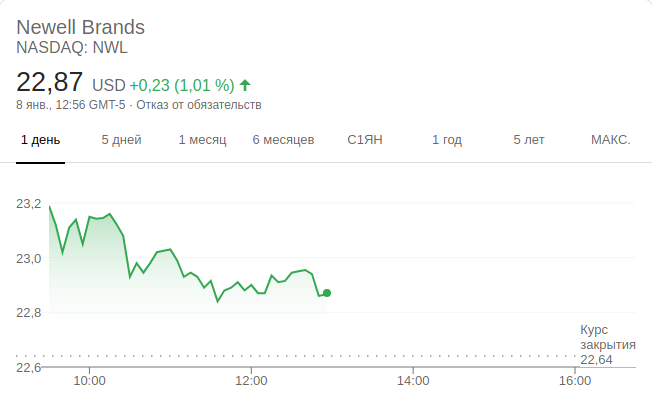 Newell Brands
NASDAQ: NWL
22,87 USD +0,23 (1,01 %)
8 янв., 12:56 GMT-5 · Отказ от обязательств
1 день 5 дней 1 месяц 6 месяцев С1ЯН 1 год 5 лет МАКС.
23,2
23,0
22,8
Курс
закрытия
22,64
22,6
10:00 12:00 14:00 16:00